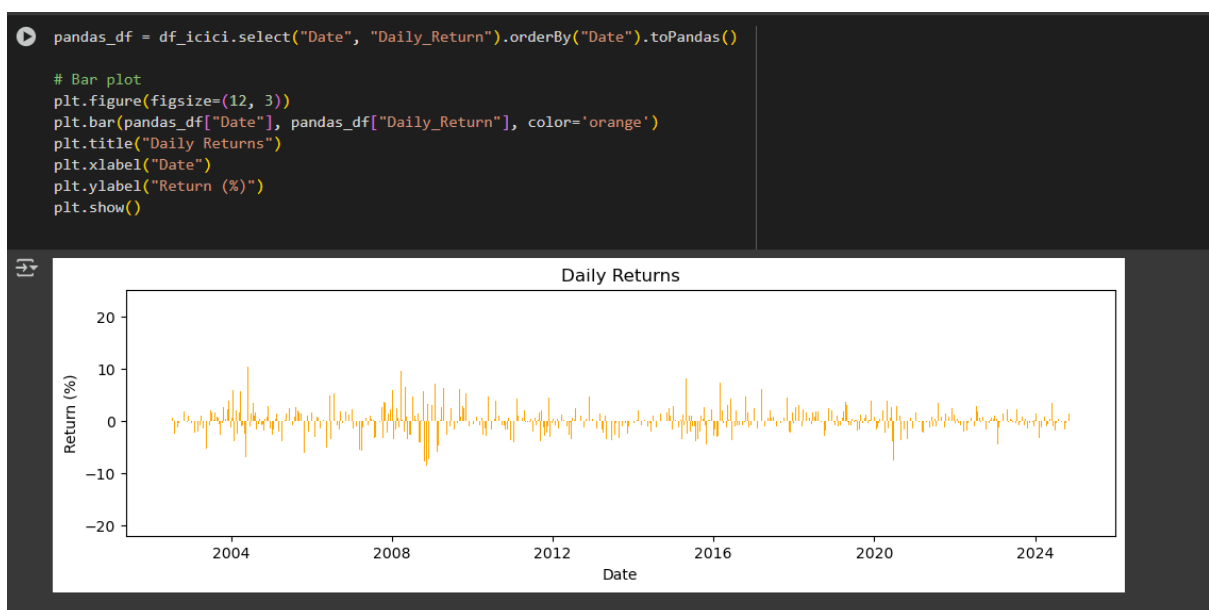 pandas_df = df_icici.select("Date", "Daily_Return").orderBy("Date").toPandas()
# Bar plot
plt.figure(figsize=(12, 3))
plt.bar(pandas_df["Date"], pandas_df["Daily_Return"], color='orange')
plt.title("Daily Returns")
plt.xlabel("Date")
plt.ylabel("Return (%)")
plt.show()
Daily Returns
Return (%)
20
10
0
−10
−20
2004 2008 2012 2016 2020 2024
Date